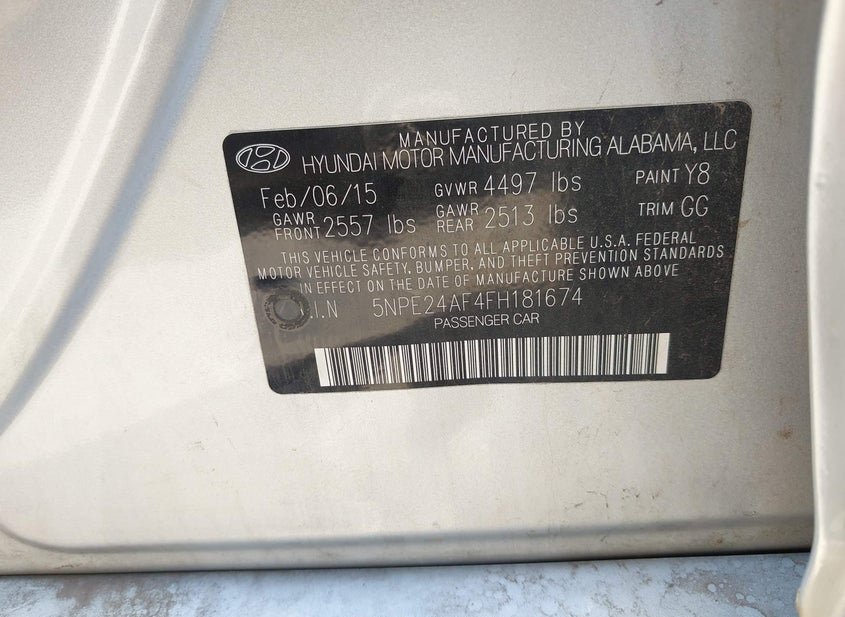 MANUFACTURED BY
HYUNDAI MOTOR MANUFACTURING ALABAMA, LLC
Feb/06/15 GVWR 4497 lbs PAINT Y8
GAWR FRONT 2557 lbs GAWR REAR 2513 lbs TRIM GG
THIS VEHICLE CONFORMS TO ALL APPLICABLE U.S.A. FEDERAL
MOTOR VEHICLE SAFETY, BUMPER, AND THEFT PREVENTION STANDARDS
IN EFFECT ON THE DATE OF MANUFACTURE SHOWN ABOVE
.I.N 5NPE24AF4FH181674
PASSENGER CAR